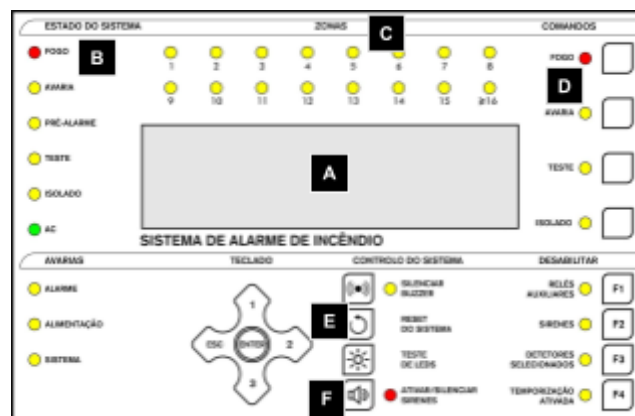 ESTADO DO SISTEMA ZONAS C COMANDOS
FOGO B FOGO
1 2 3 4 5 6 7 8
D
AVARIA AVARIA
9 10 11 12 13 14 15 ≥16
PRÉ-ALARME
TESTE A TESTE
ISOLADO ISOLADO
AC
SISTEMA DE ALARME DE INCÊNDIO
AVARIAS TECLADO CONTROLO DO SISTEMA DESABILITAR
ALARME SILENCIAR BUZZER RELÉS AUXILIARES F1
1
ALIMENTAÇÃO E RESET DO SISTEMA SIRENES F2
ESC ENTER 2
SISTEMA TESTE DE LEDS DETETORES SELECIONADOS F3
3
F ATIVAR/SILENCIAR SIRENES TEMPORIZAÇÃO ATIVADA F4